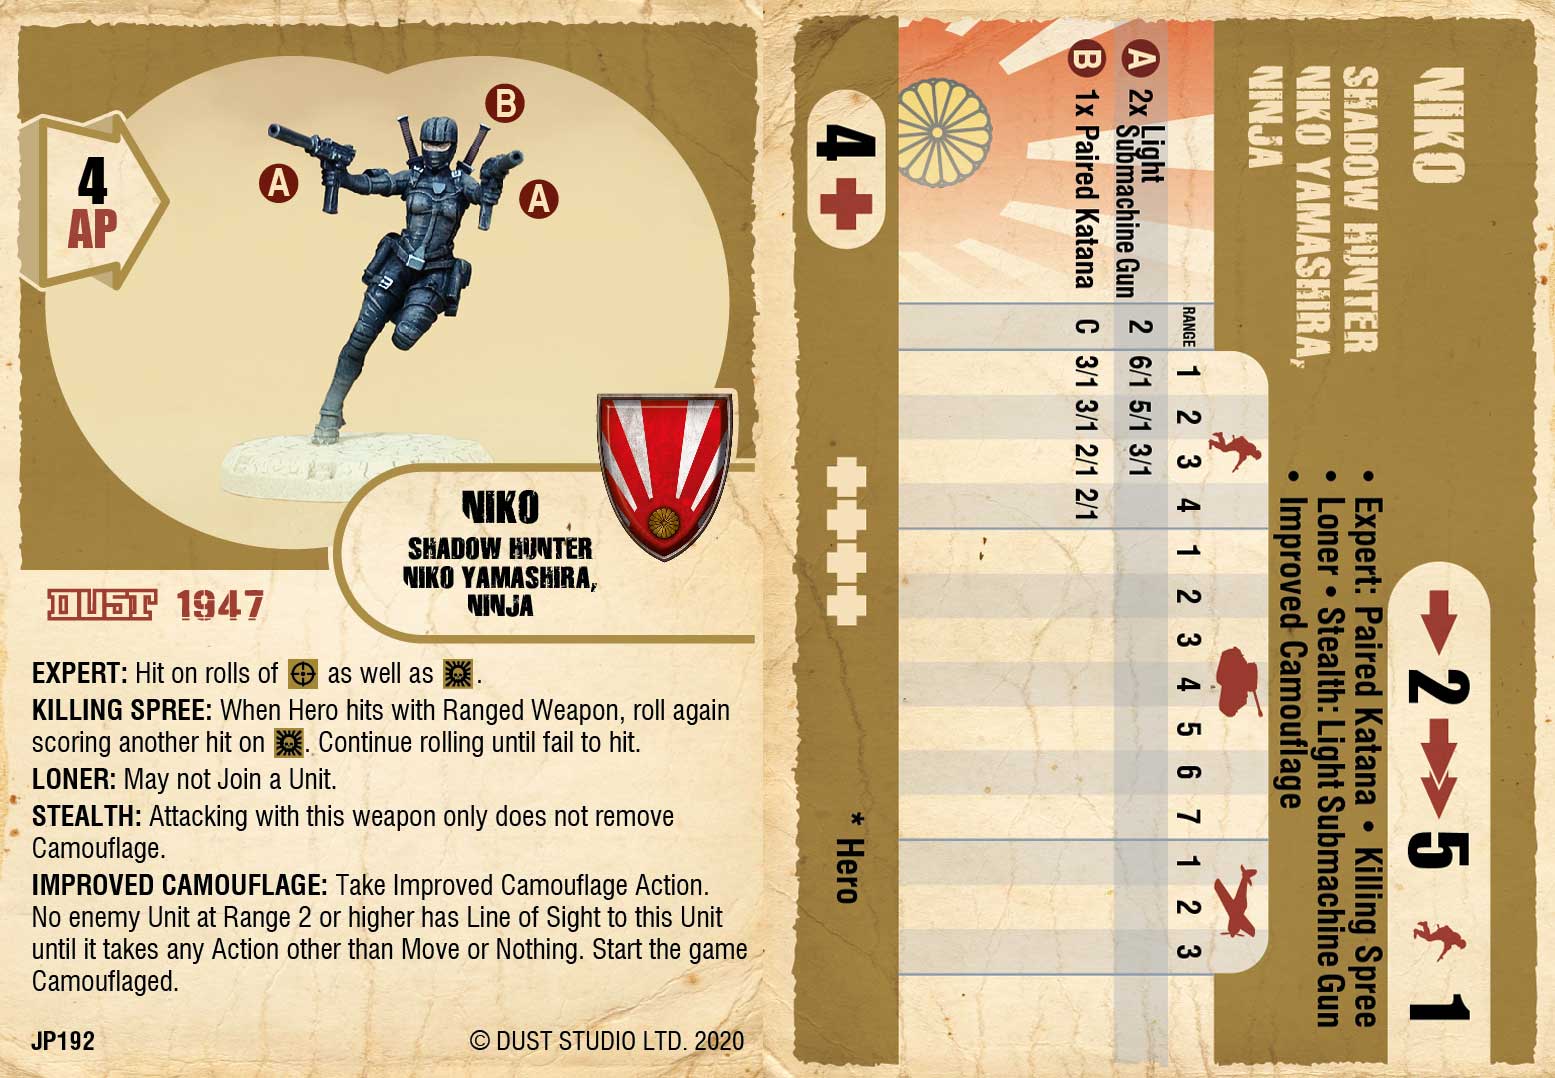 4
AP
A
B
A
NIKO
SHADOW HUNTER
NIKO YAMASHIRA,
NINJA
DUST 1947
EXPERT: Hit on rolls of as well as .
KILLING SPREE: When Hero hits with Ranged Weapon, roll again
scoring another hit on . Continue rolling until fail to hit.
LONER: May not Join a Unit.
STEALTH: Attacking with this weapon only does not remove
Camouflage.
IMPROVED CAMOUFLAGE: Take Improved Camouflage Action.
No enemy Unit at Range 2 or higher has Line of Sight to this Unit
until it takes any Action other than Move or Nothing. Start the game
Camouflaged.
JP192
© DUST STUDIO LTD. 2020
NIKO
SHADOW HUNTER
NIKO YAMASHIRA,
NINJA
2 5 1
• Expert: Paired Katana • Killing Spree
• Loner • Stealth: Light Submachine Gun
• Improved Camouflage
RANGE 1 2 3 4 1 2 3 4 5 6 7 1 2 3
A 2x Light
Submachine Gun 2 6/1 5/1 3/1
B 1x Paired Katana C 3/1 3/1 2/1 2/1
4
* Hero